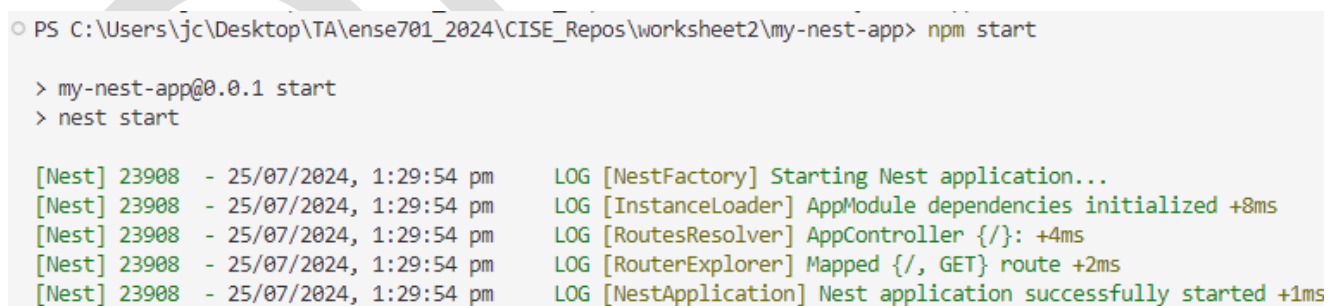 PS C:\Users\jc\Desktop\TA\ense701_2024\CISE_Repos\worksheet2\my-nest-app> npm start
> my-nest-app@0.0.1 start
> nest start
[Nest] 23908  - 25/07/2024, 1:29:54 pm     LOG [NestFactory] Starting Nest application...
[Nest] 23908  - 25/07/2024, 1:29:54 pm     LOG [InstanceLoader] AppModule dependencies initialized +8ms
[Nest] 23908  - 25/07/2024, 1:29:54 pm     LOG [RoutesResolver] AppController {/}: +4ms
[Nest] 23908  - 25/07/2024, 1:29:54 pm     LOG [RouterExplorer] Mapped {/, GET} route +2ms
[Nest] 23908  - 25/07/2024, 1:29:54 pm     LOG [NestApplication] Nest application successfully started +1ms